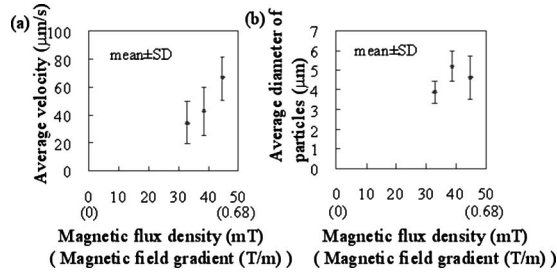 (a)
Average velocity (μm/s)
100
80
60
40
20
0
mean±SD
0 10 20 30 40 50
(0) (0.68)
Magnetic flux density (mT)
( Magnetic field gradient (T/m) )
(b)
Average diameter of
particles (μm)
7
6
5
4
3
2
1
0
mean±SD
0 10 20 30 40 50
(0) (0.68)
Magnetic flux density (mT)
( Magnetic field gradient (T/m) )